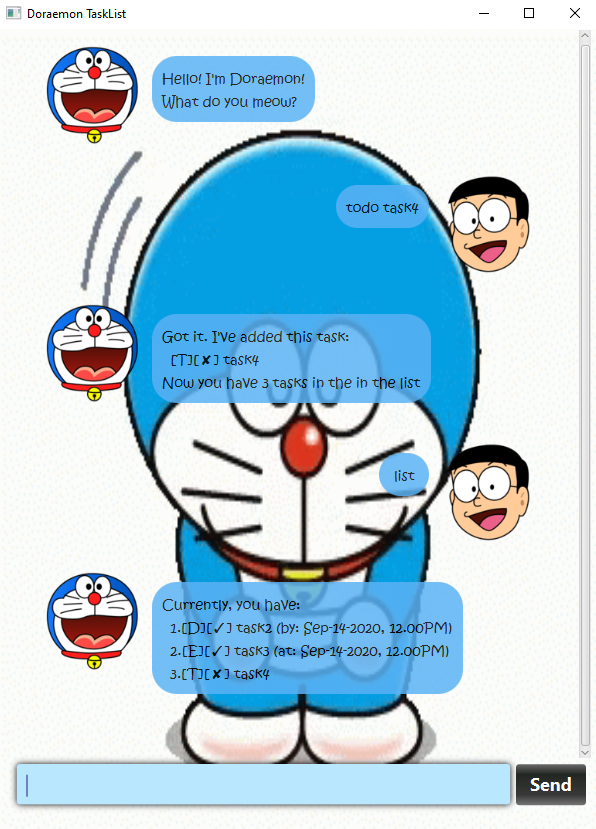 Doraemon TaskList
Hello! I'm Doraemon!
What do you meow?
todo task4
Got it. I've added this task:
[T][✘] task4
Now you have 3 tasks in the in the list
list
Currently, you have:
1.[D][✓] task2 (by: Sep-14-2020, 12.00PM)
2.[E][✓] task3 (at: Sep-14-2020, 12.00PM)
3.[T][✘] task4
Send